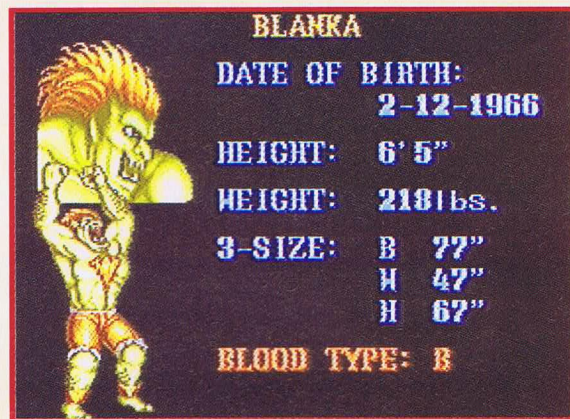 BLANKA
DATE OF BIRTH:
2-12-1966
HEIGHT: 6'5"
WEIGHT: 218lbs.
3-SIZE: B 77"
W 47"
H 67"
BLOOD TYPE: B